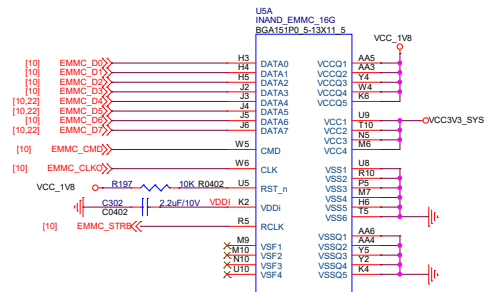 U5A
INAND_EMMC_16G
BGA151P0_5-13X11_5
VCC_1V8
[10] EMMC_D0 H3 DATA0 VCCQ1 AA5
[10] EMMC_D1 H4 DATA1 VCCQ2 AA3
[10] EMMC_D2 H5 DATA2 VCCQ3 Y4
[10] EMMC_D3 J2 DATA3 VCCQ4 W4
[10,22] EMMC_D4 J3 DATA4 VCCQ5 K6
[10] EMMC_D5 J4 DATA5
[10,22] EMMC_D6 J5 DATA6 VCC1 U9 VCC3V3_SYS
[10,22] EMMC_D7 J6 DATA7 VCC2 T10
VCC3 N5
[10] EMMC_CMD W5 CMD VCC4 M6
[10] EMMC_CLKO W6 CLK VSS1 U8
VSS2 R10
VCC_1V8 R197 10K R0402 U5 RST_n VSS3 P5
VSS4 M7
C302 2.2uF/10V VDDI K2 VDDi VSS5 H6
C0402 VSS6 T5
[10] EMMC_STRB R5 RCLK
M9 VSF1 VSSQ1 AA6
M10 VSF2 VSSQ2 AA4
N10 VSF3 VSSQ3 Y5
U10 VSF4 VSSQ4 Y2
VSSQ5 K4